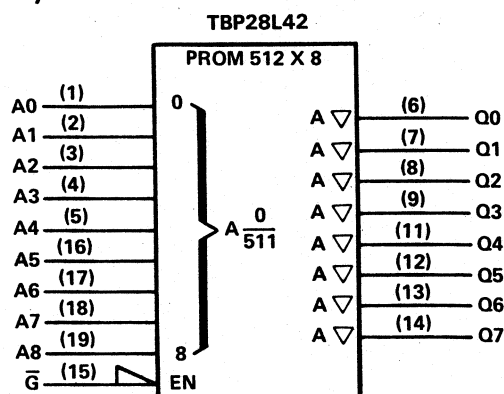 TBP28L42
PROM 512 X 8
A0 (1) 0 A ▽ (6) Q0
A1 (2) A ▽ (7) Q1
A2 (3) A ▽ (8) Q2
A3 (4) A ▽ (9) Q3
A4 (5) A 0/511 A ▽ (11) Q4
A5 (16) A ▽ (12) Q5
A6 (17) A ▽ (13) Q6
A7 (18) A ▽ (14) Q7
A8 (19) 8
G̅ (15) EN